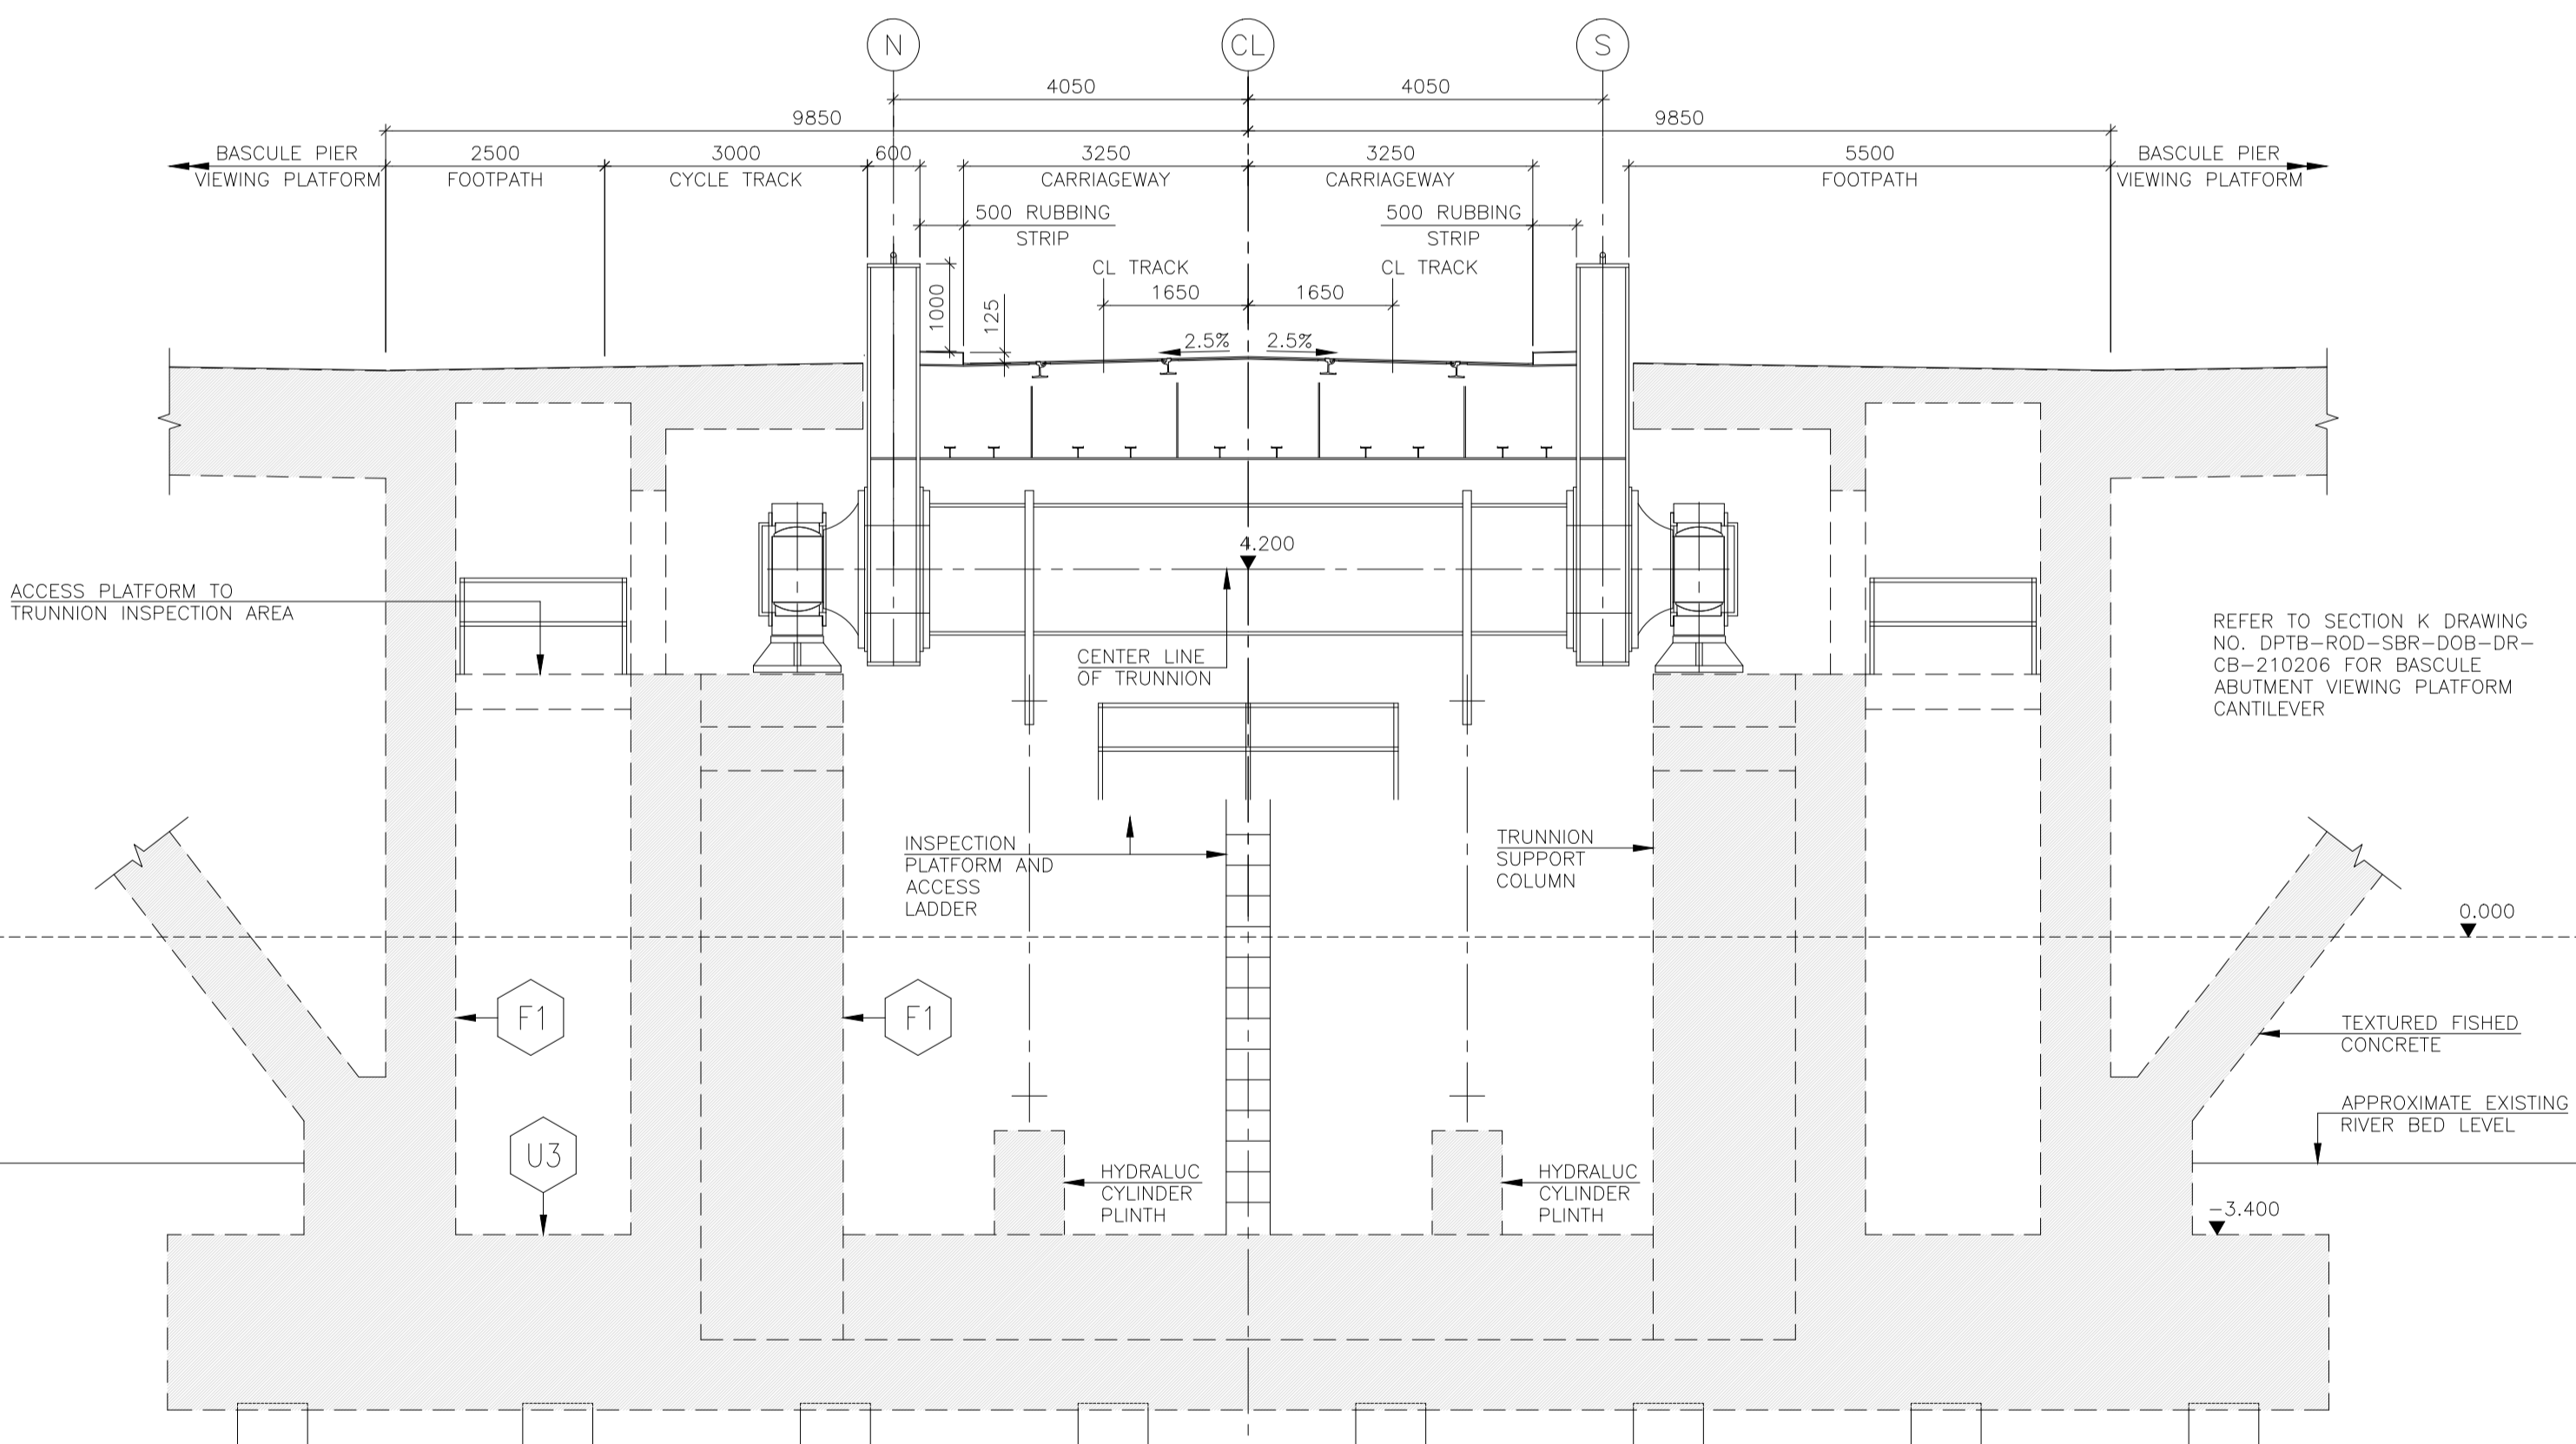 N
CL
S
4050
4050
9850
9850
BASCULE PIER
VIEWING PLATFORM
2500
FOOTPATH
3000
CYCLE TRACK
600
3250
CARRIAGEWAY
3250
CARRIAGEWAY
5500
FOOTPATH
BASCULE PIER
VIEWING PLATFORM
500 RUBBING
STRIP
500 RUBBING
STRIP
CL TRACK
CL TRACK
1650
1650
1000
125
2.5%
2.5%
4.200
ACCESS PLATFORM TO
TRUNNION INSPECTION AREA
CENTER LINE
OF TRUNNION
REFER TO SECTION K DRAWING
NO. DPTB-ROD-SBR-DOB-DR-
CB-210206 FOR BASCULE
ABUTMENT VIEWING PLATFORM
CANTILEVER
INSPECTION
PLATFORM AND
ACCESS
LADDER
TRUNNION
SUPPORT
COLUMN
0.000
F1
F1
TEXTURED FISHED
CONCRETE
APPROXIMATE EXISTING
RIVER BED LEVEL
U3
HYDRALUC
CYLINDER
PLINTH
HYDRALUC
CYLINDER
PLINTH
-3.400